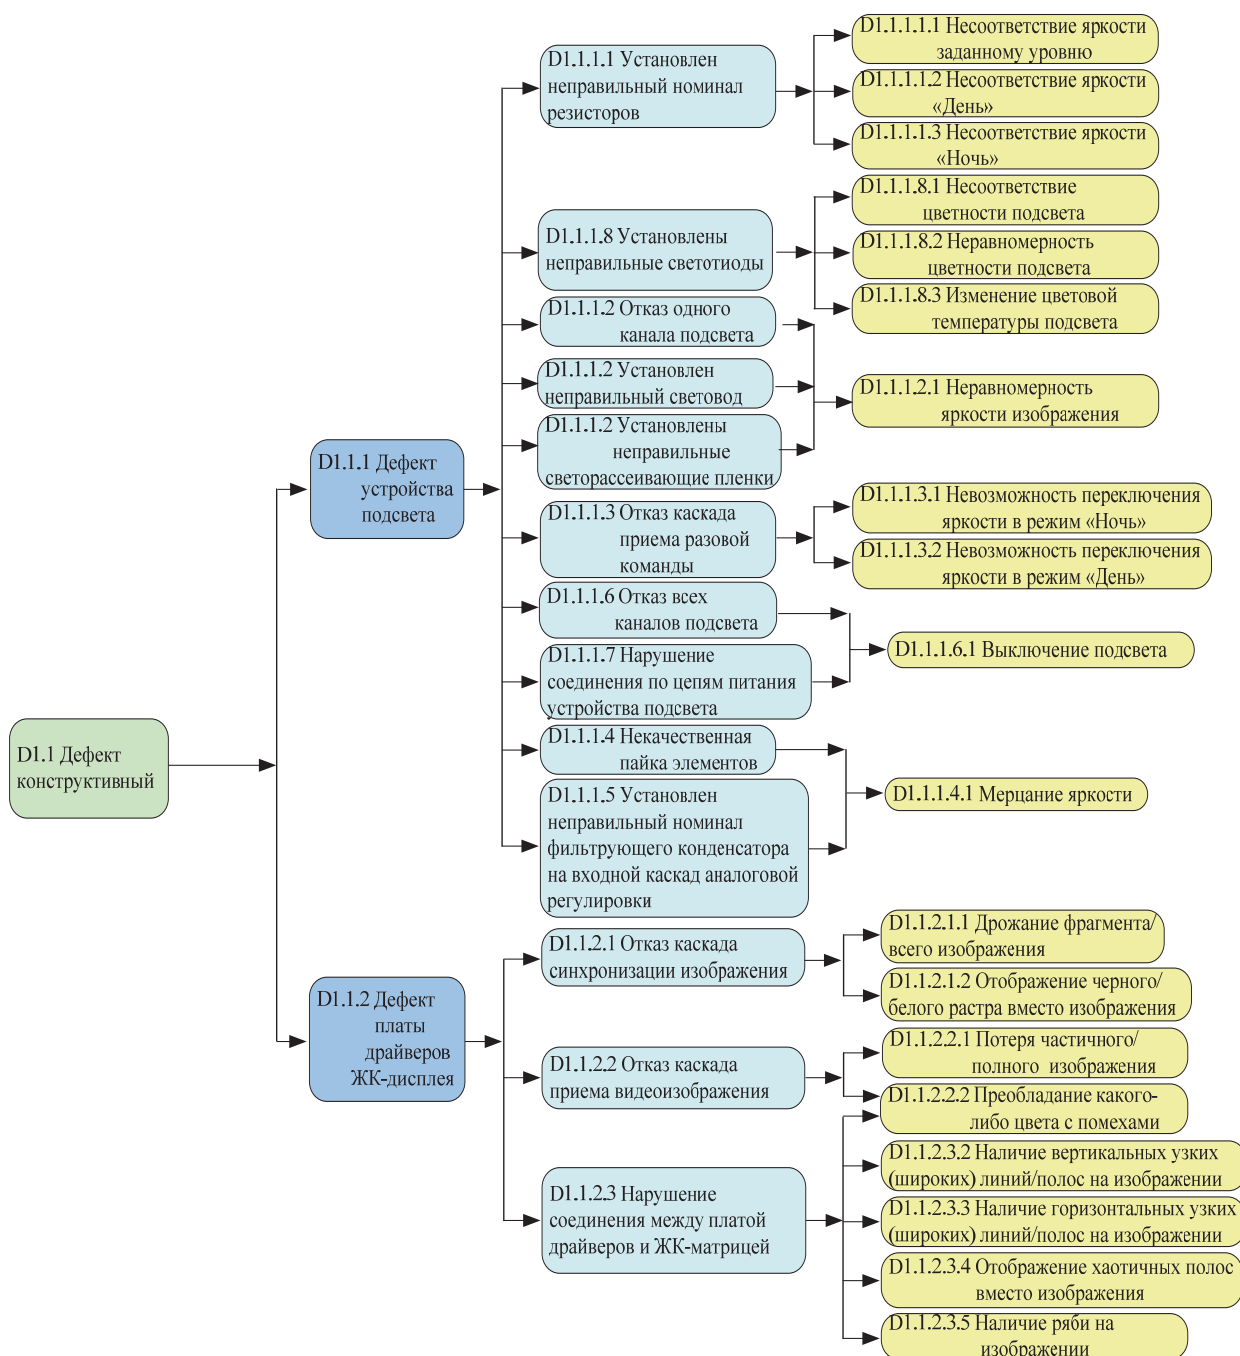 D1.1 Дефект
конструктивный
D1.1.1 Дефект
устройства
подсвета
D1.1.2 Дефект
платы
драйверов
ЖК-дисплея
D1.1.1.1 Установлен
неправильный номинал
резисторов
D1.1.1.8 Установлены
неправильные светотиоды
D1.1.1.2 Отказ одного
канала подсвета
D1.1.1.2 Установлен
неправильный световод
D1.1.1.2 Установлены
неправильные
светорассеивающие пленки
D1.1.1.3 Отказ каскада
приема разовой
команды
D1.1.1.6 Отказ всех
каналов подсвета
D1.1.1.7 Нарушение
соединения по цепям питания
устройства подсвета
D1.1.1.4 Некачественная
пайка элементов
D1.1.1.5 Установлен
неправильный номинал
фильтрующего конденсатора
на входной каскад аналоговой
регулировки
D1.1.2.1 Отказ каскада
синхронизации изображения
D1.1.2.2 Отказ каскада
приема видеоизображения
D1.1.2.3 Нарушение
соединения между платой
драйверов и ЖК-матрицей
D1.1.1.1.1 Несоответствие яркости
заданному уровню
D1.1.1.1.2 Несоответствие яркости
«День»
D1.1.1.1.3 Несоответствие яркости
«Ночь»
D1.1.1.8.1 Несоответствие
цветности подсвета
D1.1.1.8.2 Неравномерность
цветности подсвета
D1.1.1.8.3 Изменение цветовой
температуры подсвета
D1.1.1.2.1 Неравномерность
яркости изображения
D1.1.1.3.1 Невозможность переключения
яркости в режим «Ночь»
D1.1.1.3.2 Невозможность переключения
яркости в режим «День»
D1.1.1.6.1 Выключение подсвета
D1.1.1.4.1 Мерцание яркости
D1.1.2.1.1 Дрожание фрагмента/
всего изображения
D1.1.2.1.2 Отображение черного/
белого растра вместо изображения
D1.1.2.2.1 Потеря частичного/
полного изображения
D1.1.2.2.2 Преобладание какого-
либо цвета с помехами
D1.1.2.3.2 Наличие вертикальных узких
(широких) линий/полос на изображении
D1.1.2.3.3 Наличие горизонтальных узких
(широких) линий/полос на изображении
D1.1.2.3.4 Отображение хаотичных полос
вместо изображения
D1.1.2.3.5 Наличие ряби на
изображении